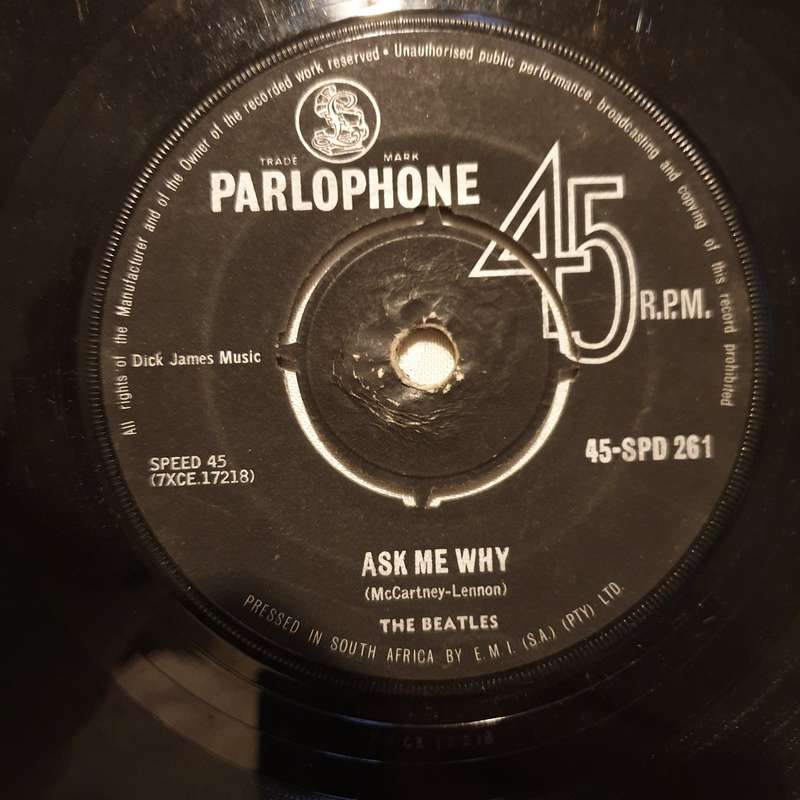 All rights of the Manufacturer and of the Owner of the recorded work reserved • Unauthorised public performance, broadcasting and copying of this record prohibited
£
TRADE MARK
PARLOPHONE
45 R.P.M.
Dick James Music
SPEED 45
(7XCE.17218)
45-SPD 261
ASK ME WHY
(McCartney-Lennon)
THE BEATLES
PRESSED IN SOUTH AFRICA BY E.M.I. (S.A.) (PTY) LTD.